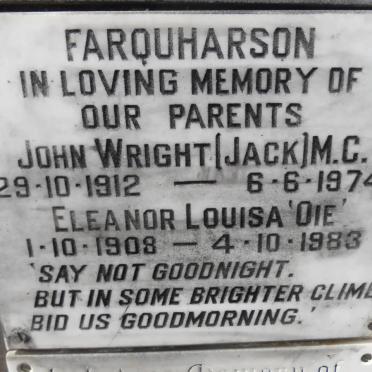 FARQUHARSON
IN LOVING MEMORY OF
OUR PARENTS
JOHN WRIGHT (JACK) M.C.
29·10·1912 — 6·6·1974
ELEANOR LOUISA 'OIE'
1·10·1908 — 4·10·1983
'SAY NOT GOODNIGHT.
BUT IN SOME BRIGHTER CLIME
BID US GOODMORNING.'
of